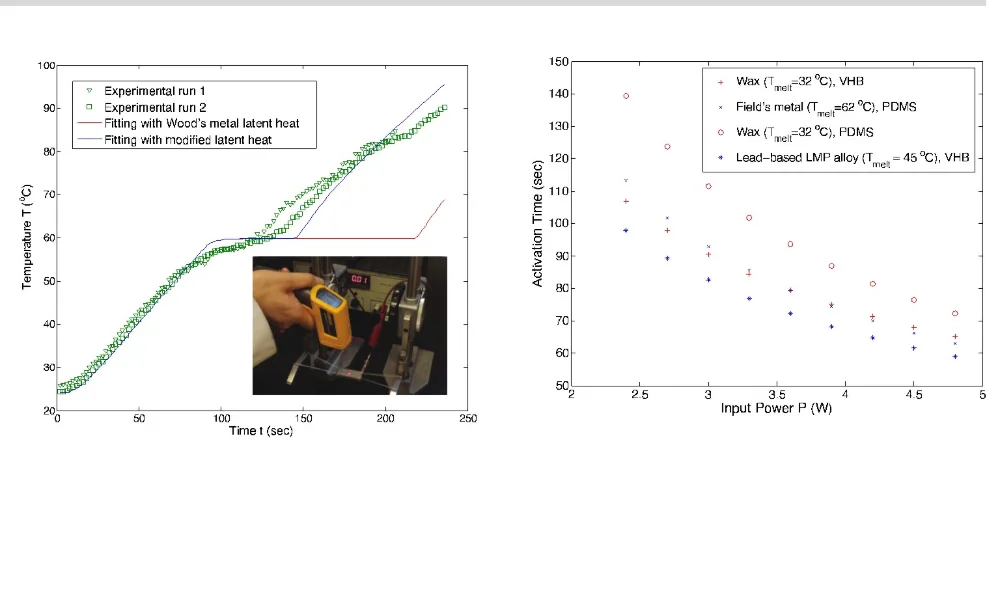 100
90
80
70
60
50
40
30
20
0
50
100
150
200
250
Temperature T (°C)
Time t (sec)
Experimental run 1
Experimental run 2
Fitting with Wood's metal latent heat
Fitting with modified latent heat
0.01
150
140
130
120
110
100
90
80
70
60
50
2
2.5
3
3.5
4
4.5
5
Activation Time (sec)
Input Power P (W)
Wax (Tmelt=32 °C), VHB
Field's metal (Tmelt=62 °C), PDMS
Wax (Tmelt=32 °C), PDMS
Lead-based LMP alloy (Tmelt = 45 °C), VHB